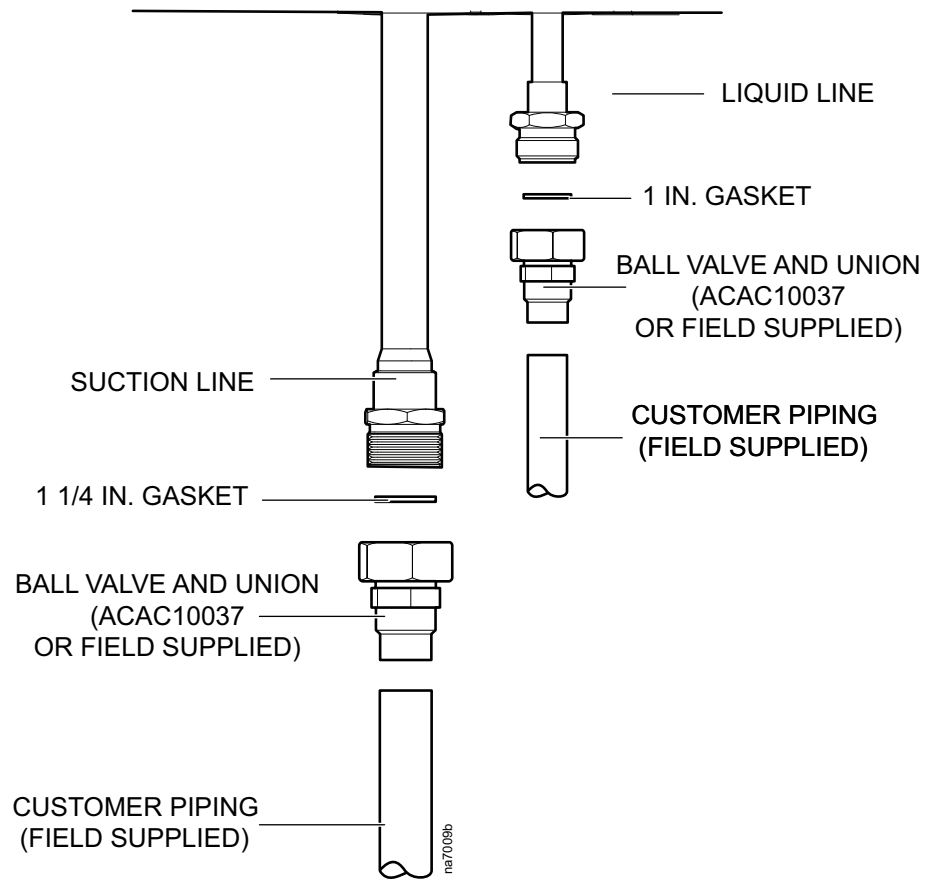 LIQUID LINE
1 IN. GASKET
BALL VALVE AND UNION
(ACAC10037
OR FIELD SUPPLIED)
SUCTION LINE
CUSTOMER PIPING
(FIELD SUPPLIED)
1 1/4 IN. GASKET
BALL VALVE AND UNION
(ACAC10037
OR FIELD SUPPLIED)
CUSTOMER PIPING
(FIELD SUPPLIED)
na7009b